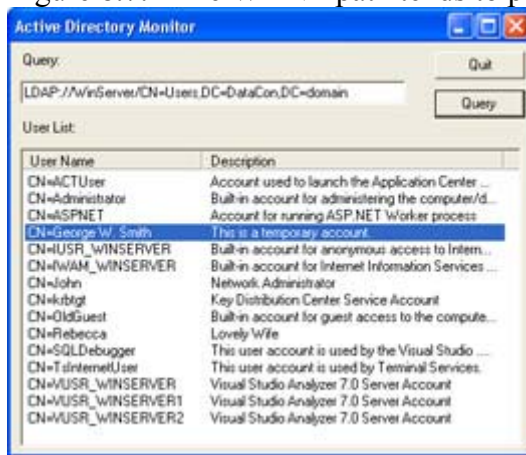 Active Directory Monitor
Query:
Quit
LDAP://WinServer/CN=Users,DC=DataCon,DC=domain
Query
User List:
User Name Description
CN=ACTUser Account used to launch the Application Center ...
CN=Administrator Built-in account for administering the computer/d...
CN=ASPNET Account for running ASP.NET Worker process
CN=George W. Smith This is a temporary account.
CN=IUSR_WINSERVER Built-in account for anonymous access to Intern...
CN=IWAM_WINSERVER Built-in account for Internet Information Services ...
CN=John Network Administrator
CN=krbtgt Key Distribution Center Service Account
CN=OldGuest Built-in account for guest access to the compute...
CN=Rebecca Lovely Wife
CN=SQLDebugger This user account is used by the Visual Studio ....
CN=TsInternetUser This user account is used by Terminal Services.
CN=VUSR_WINSERVER Visual Studio Analyzer 7.0 Server Account
CN=VUSR_WINSERVER1 Visual Studio Analyzer 7.0 Server Account
CN=VUSR_WINSERVER2 Visual Studio Analyzer 7.0 Server Account